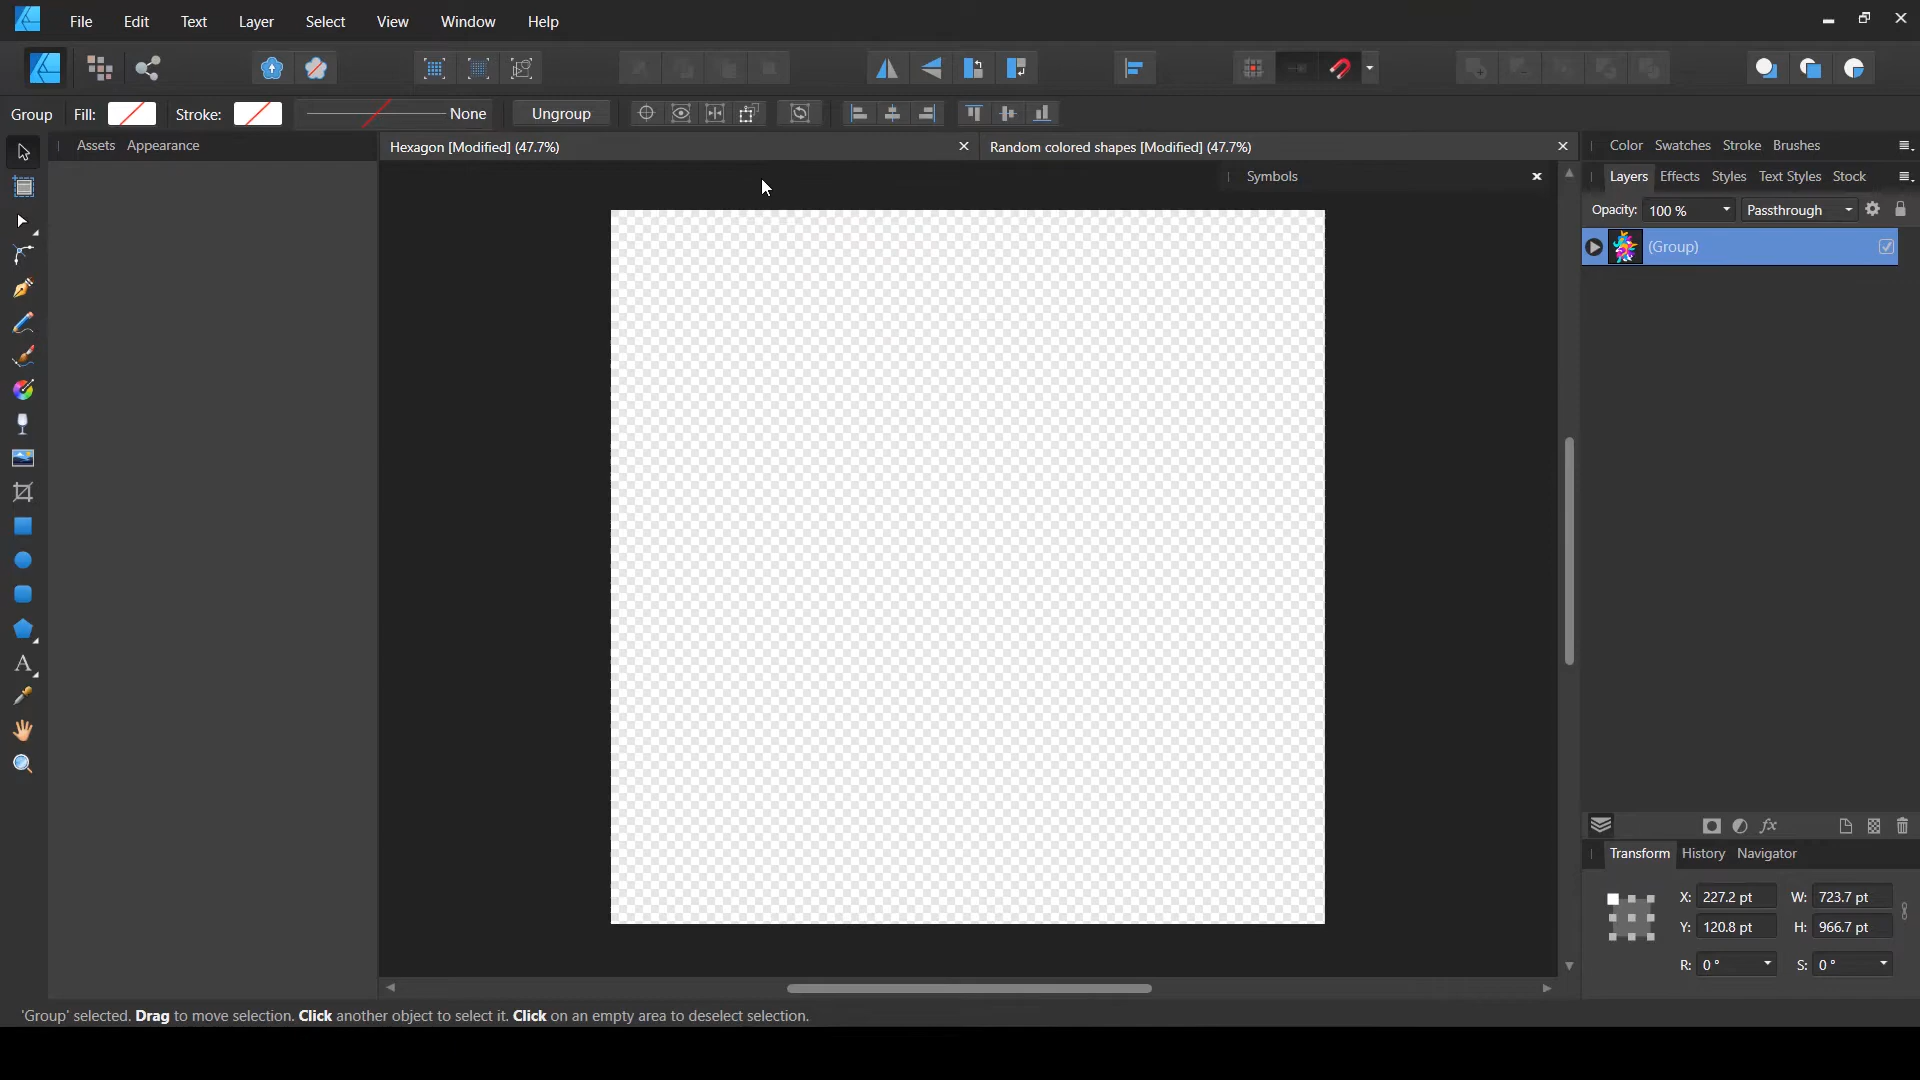 File Edit Text Layer Select View Window Help
Group Fill: Stroke: None Ungroup
Assets Appearance
Hexagon [Modified] (47.7%)
Random colored shapes [Modified] (47.7%)
Color Swatches Stroke Brushes
Symbols
Layers Effects Styles Text Styles Stock
Opacity: 100 % Passthrough
(Group)
A
fx
Transform History Navigator
X: 227.2 pt W: 723.7 pt
Y: 120.8 pt H: 966.7 pt
R: 0 ° S: 0 °
'Group' selected. Drag to move selection. Click another object to select it. Click on an empty area to deselect selection.